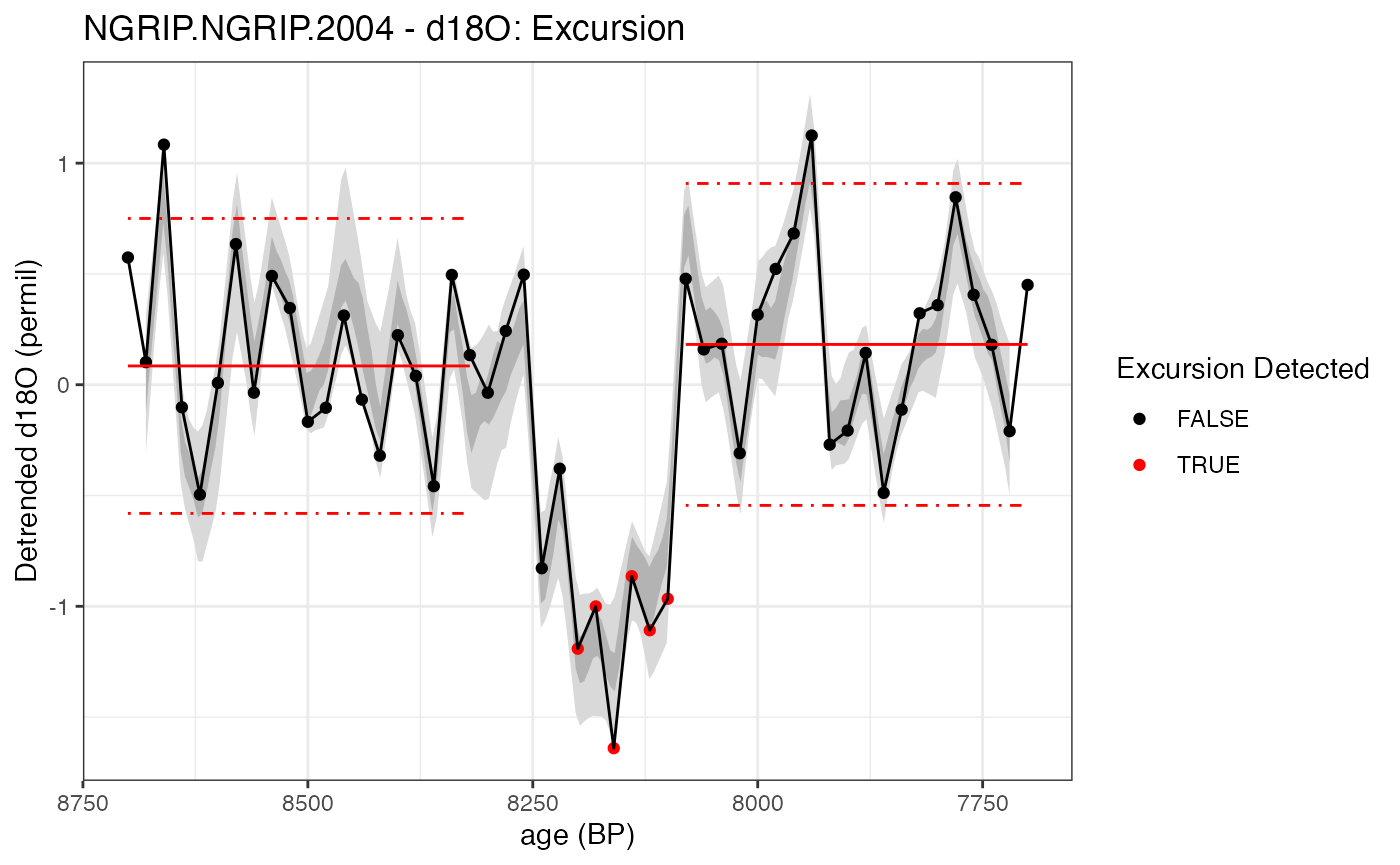 NGRIP.NGRIP.2004 - d18O: Excursion
Detrended d18O (permil)
1
0
-1
8750
8500
8250
8000
7750
age (BP)
Excursion Detected
FALSE
TRUE